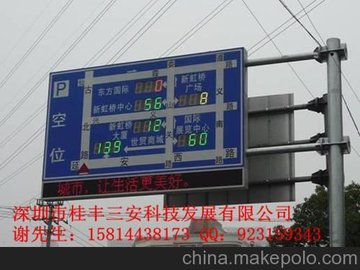 P
空位
东方国际 0
新虹桥
广场
新虹桥中心 56
8
新虹桥
大厦
112
国际
展览中心
139
世贸商城
60
城市，让生活更美好。
深圳市桂丰三安科技发展有限公司
谢先生：15814438173 QQ：923159343
china.makepolo.com